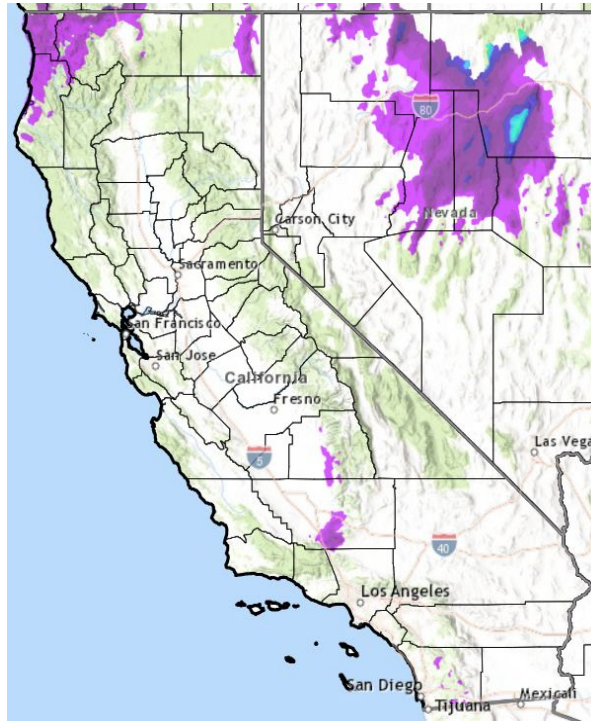 80
Carson City
Nevada
Sacramento
San Francisco
San Jose
California
Fresno
5
Las Vega
40
Los Angeles
San Diego
Tijuana
Mexicali